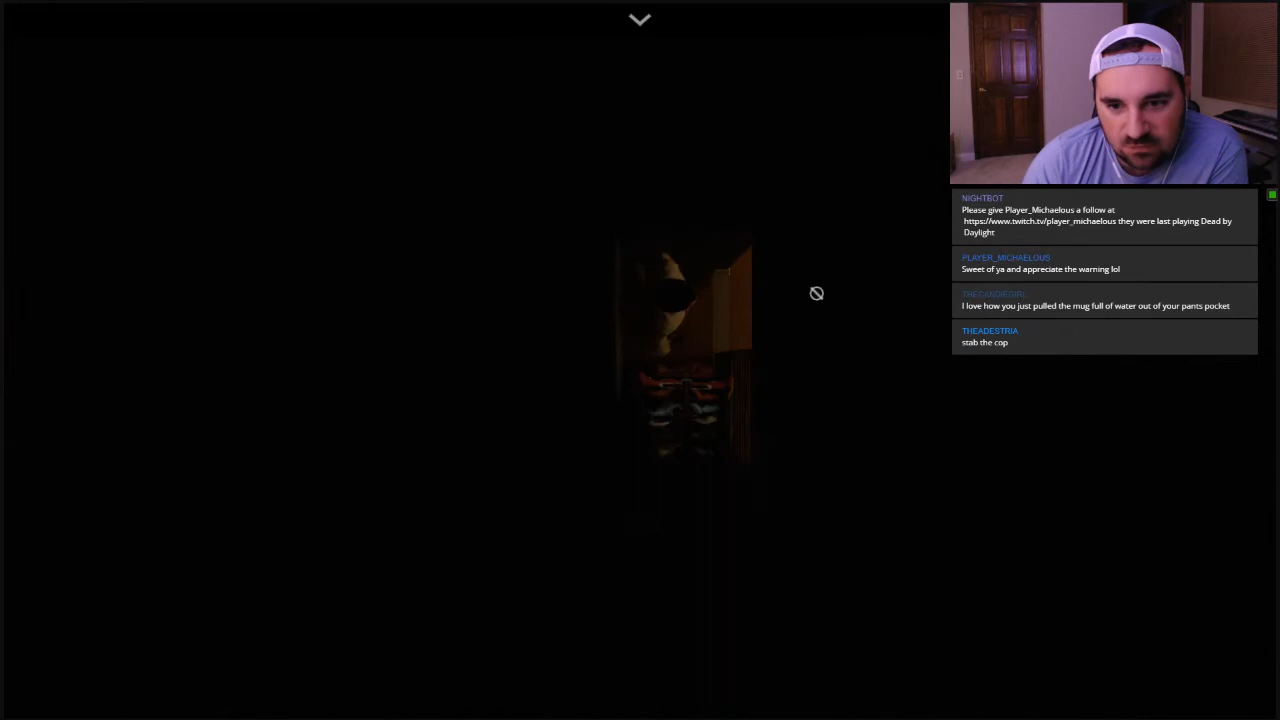 NIGHTBOT
Please give Player_Michaelous a follow at
https://www.twitch.tv/player_michaelous they were last playing Dead by
Daylight
PLAYER_MICHAELOUS
Sweet of ya and appreciate the warning lol
THECANDIEGIRL
I love how you just pulled the mug full of water out of your pants pocket
THEADESTRIA
stab the cop